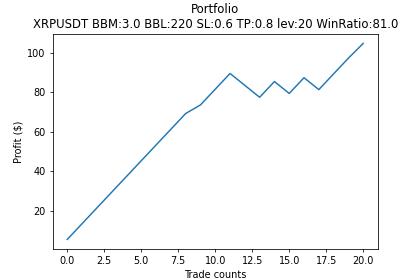 Portfolio
XRPUSDT BBM:3.0 BBL:220 SL:0.6 TP:0.8 lev:20 WinRatio:81.0
100
80
60
40
20
Profit ($)
0.0 2.5 5.0 7.5 10.0 12.5 15.0 17.5 20.0
Trade counts